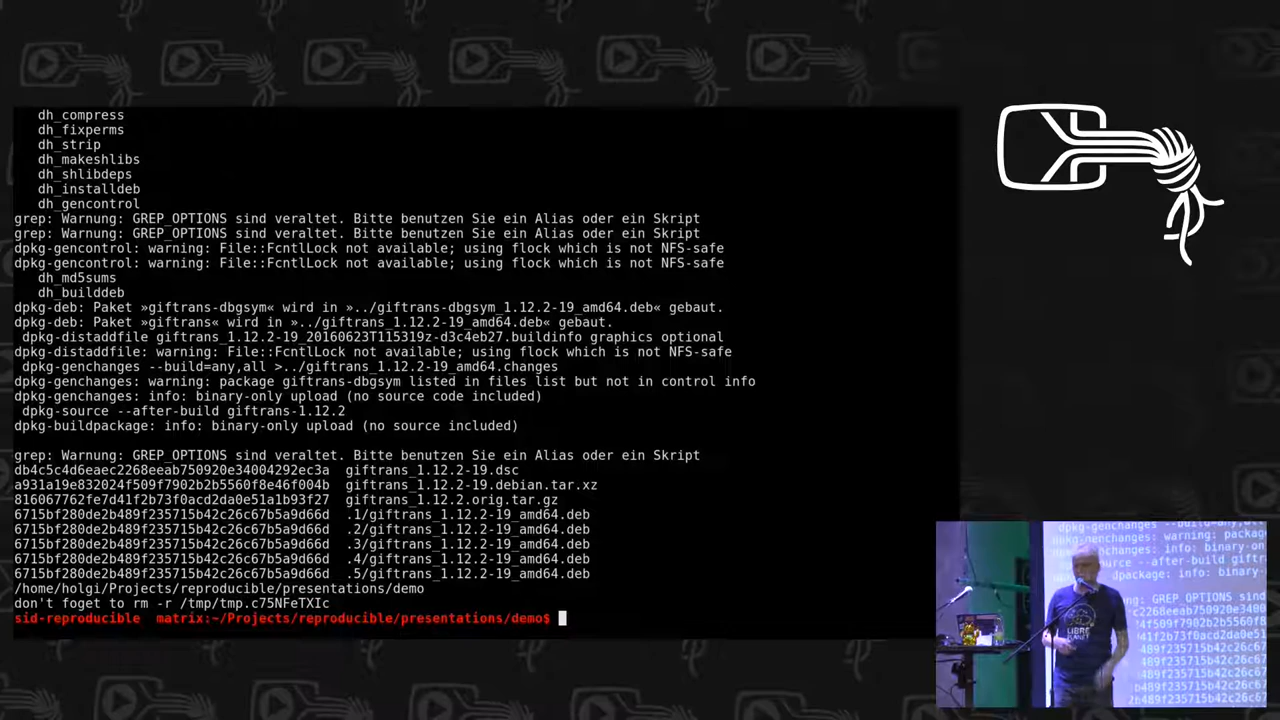 dh_compress
dh_fixperms
dh_strip
dh_makeshlibs
dh_shlibdeps
dh_installdeb
dh_gencontrol
grep: Warnung: GREP_OPTIONS sind veraltet. Bitte benutzen Sie ein Alias oder ein Skript
grep: Warnung: GREP_OPTIONS sind veraltet. Bitte benutzen Sie ein Alias oder ein Skript
dpkg-gencontrol: warning: File::FcntlLock not available; using flock which is not NFS-safe
dpkg-gencontrol: warning: File::FcntlLock not available; using flock which is not NFS-safe
dh_md5sums
dh_builddeb
dpkg-deb: Paket »giftrans-dbgsym« wird in »../giftrans-dbgsym_1.12.2-19_amd64.deb« gebaut.
dpkg-deb: Paket »giftrans« wird in »../giftrans_1.12.2-19_amd64.deb« gebaut.
dpkg-distaddfile giftrans_1.12.2-19_20160623T115319z-d3c4eb27.buildinfo graphics optional
dpkg-distaddfile: warning: File::FcntlLock not available; using flock which is not NFS-safe
dpkg-genchanges --build=any,all >../giftrans_1.12.2-19_amd64.changes
dpkg-genchanges: warning: package giftrans-dbgsym listed in files list but not in control info
dpkg-genchanges: info: binary-only upload (no source code included)
dpkg-source --after-build giftrans-1.12.2
dpkg-buildpackage: info: binary-only upload (no source included)
grep: Warnung: GREP_OPTIONS sind veraltet. Bitte benutzen Sie ein Alias oder ein Skript
db4c5c4d6eaec2268eeab750920e34004292ec3a giftrans_1.12.2-19.dsc
a931a19e832024f509f7902b2b5560f8e46f004b giftrans_1.12.2-19.debian.tar.xz
816067762fe7d41f2b73f0acd2da0e51a1b93f27 giftrans_1.12.2.orig.tar.gz
6715bf280de2b489f235715b42c26c67b5a9d66d .1/giftrans_1.12.2-19_amd64.deb
6715bf280de2b489f235715b42c26c67b5a9d66d .2/giftrans_1.12.2-19_amd64.deb
6715bf280de2b489f235715b42c26c67b5a9d66d .3/giftrans_1.12.2-19_amd64.deb
6715bf280de2b489f235715b42c26c67b5a9d66d .4/giftrans_1.12.2-19_amd64.deb
6715bf280de2b489f235715b42c26c67b5a9d66d .5/giftrans_1.12.2-19_amd64.deb
/home/holgi/Projects/reproducible/presentations/demo
don't foget to rm -r /tmp/tmp.c75NFeTXIc
sid-reproducible matrix:~/Projects/reproducible/presentations/demo$
LIBRE
PLANET